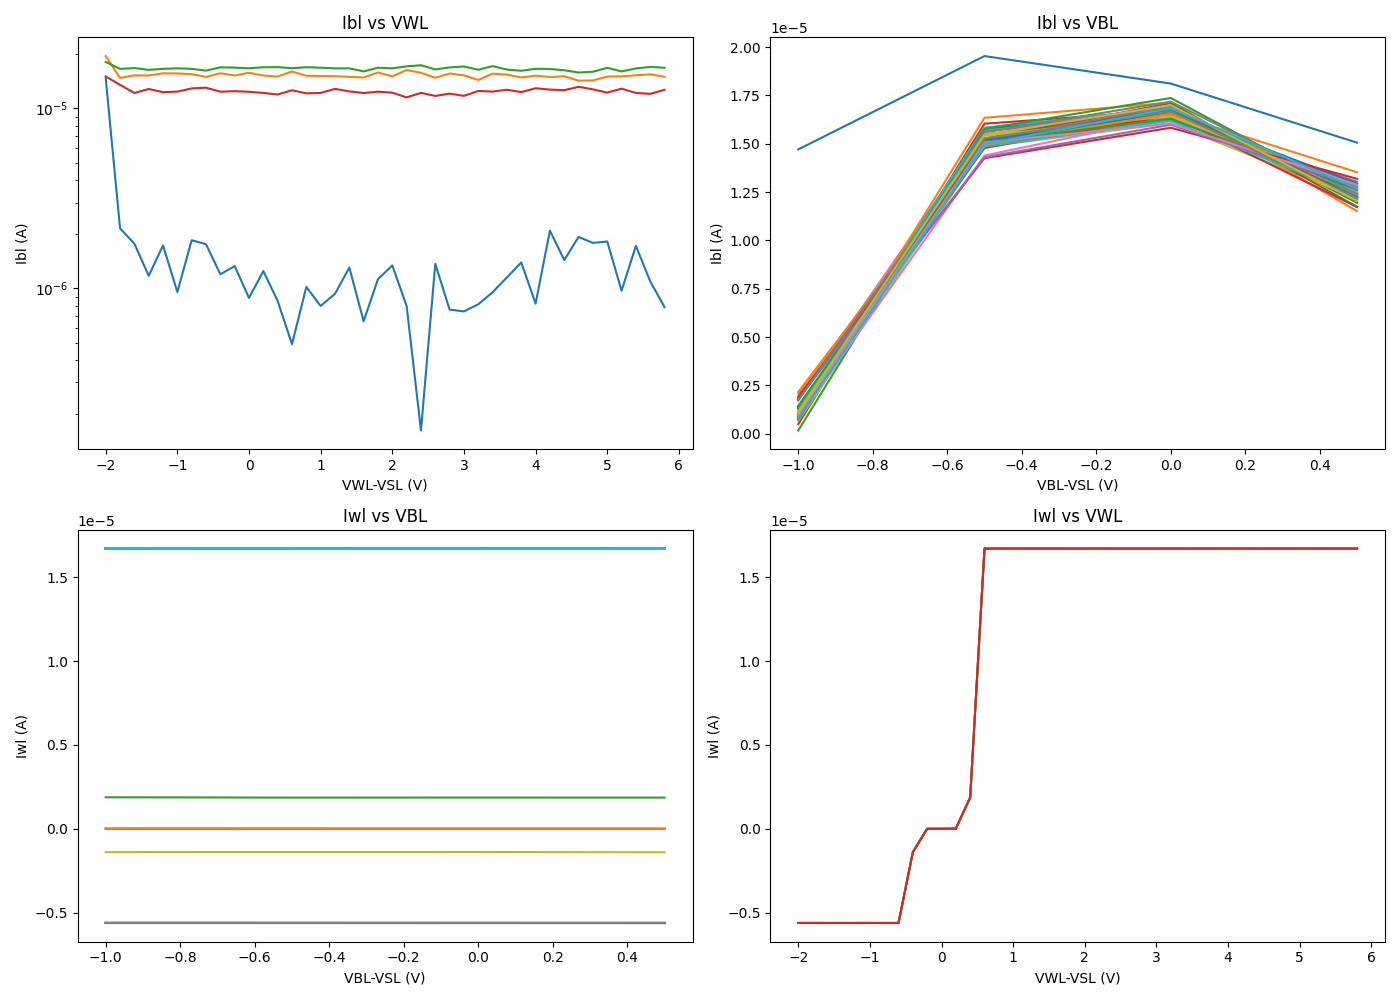 Ibl vs VWL
Ibl (A)
10−5
10−6
−2 −1 0 1 2 3 4 5 6
VWL-VSL (V)
Ibl vs VBL
1e−5
Ibl (A)
2.00
1.75
1.50
1.25
1.00
0.75
0.50
0.25
0.00
−1.0 −0.8 −0.6 −0.4 −0.2 0.0 0.2 0.4
VBL-VSL (V)
Iwl vs VBL
1e−5
Iwl (A)
1.5
1.0
0.5
0.0
−0.5
−1.0 −0.8 −0.6 −0.4 −0.2 0.0 0.2 0.4
VBL-VSL (V)
Iwl vs VWL
1e−5
Iwl (A)
1.5
1.0
0.5
0.0
−0.5
−2 −1 0 1 2 3 4 5 6
VWL-VSL (V)